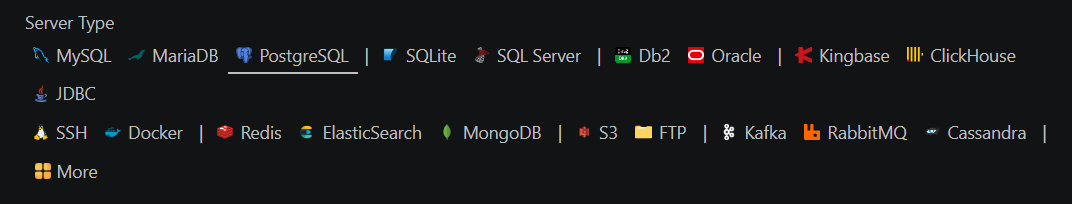 Server Type
MySQL MariaDB PostgreSQL | SQLite SQL Server | Db2 Oracle | Kingbase ClickHouse
JDBC
SSH Docker | Redis ElasticSearch MongoDB | S3 FTP | Kafka RabbitMQ Cassandra |
More